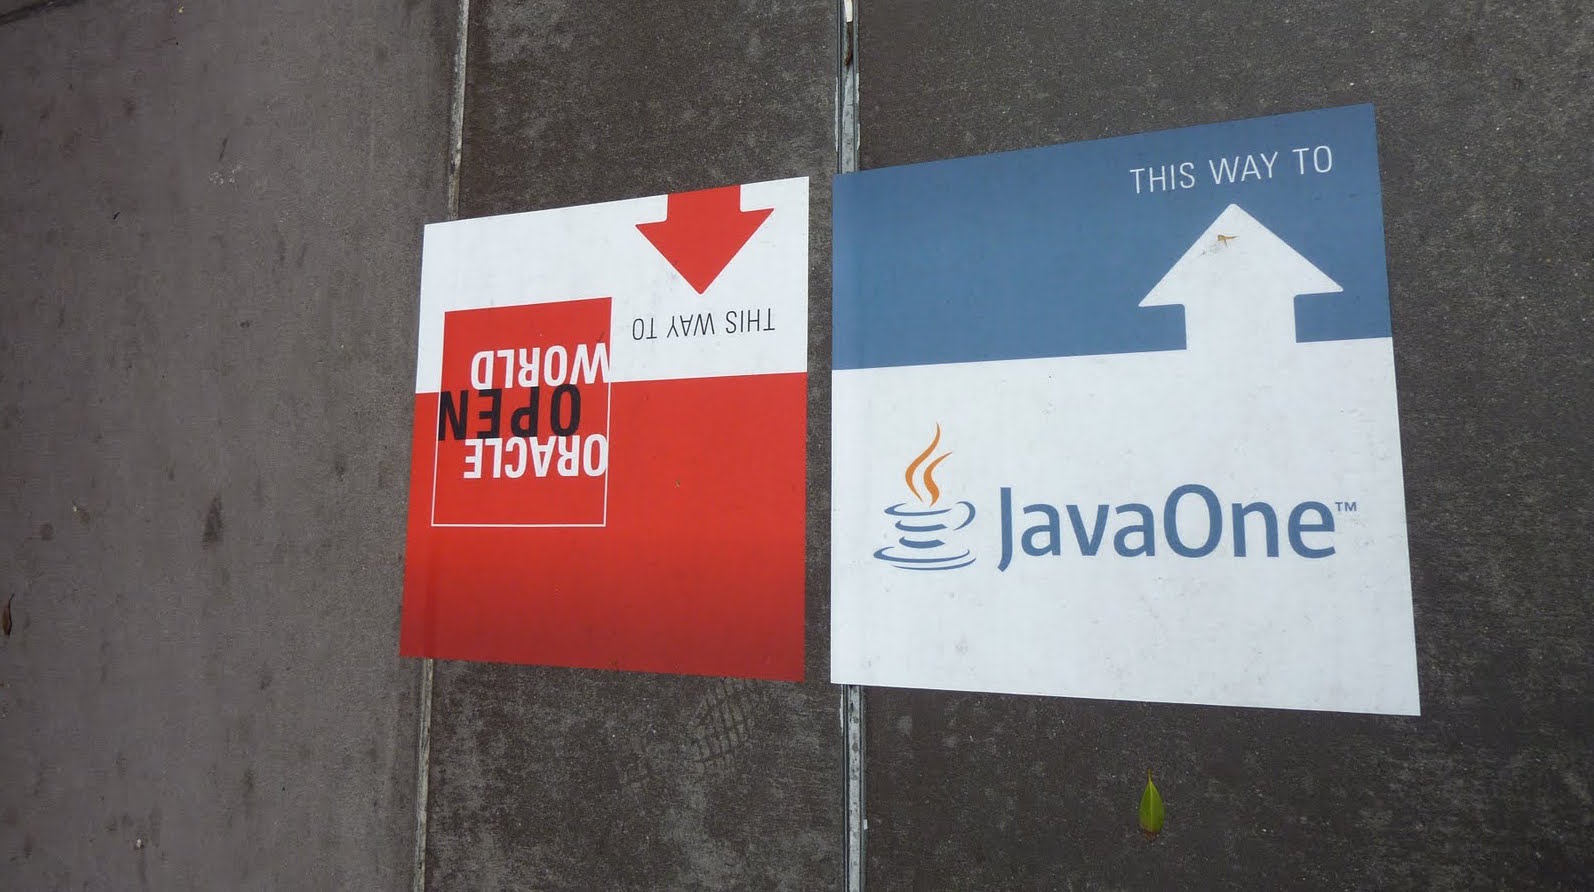 THIS WAY TO
ORACLE
OPEN
WORLD
THIS WAY TO
JavaOne™